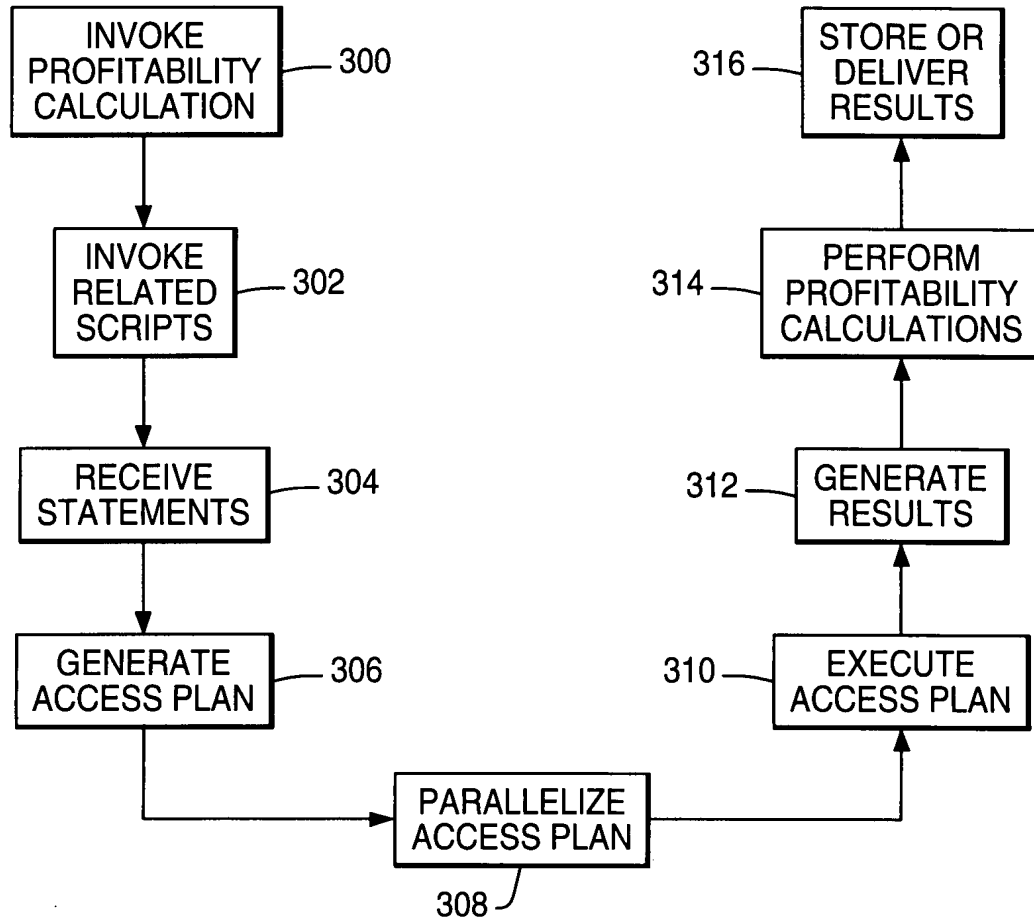 INVOKE
PROFITABILITY
CALCULATION
300
INVOKE
RELATED
SCRIPTS
302
RECEIVE
STATEMENTS
304
GENERATE
ACCESS PLAN
306
PARALLELIZE
ACCESS PLAN
308
EXECUTE
ACCESS PLAN
310
GENERATE
RESULTS
312
PERFORM
PROFITABILITY
CALCULATIONS
314
STORE OR
DELIVER
RESULTS
316